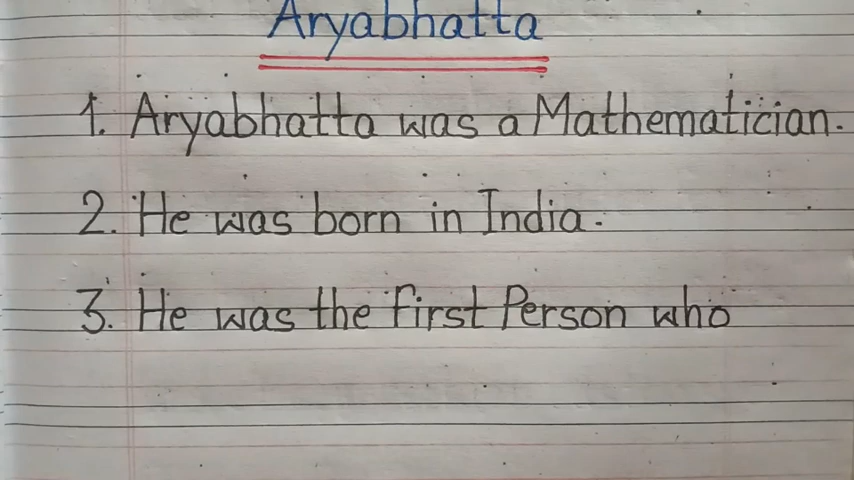 Aryabhatta
1. Aryabhatta was a Mathematician.
2. He was born in India.
3. He was the first Person who